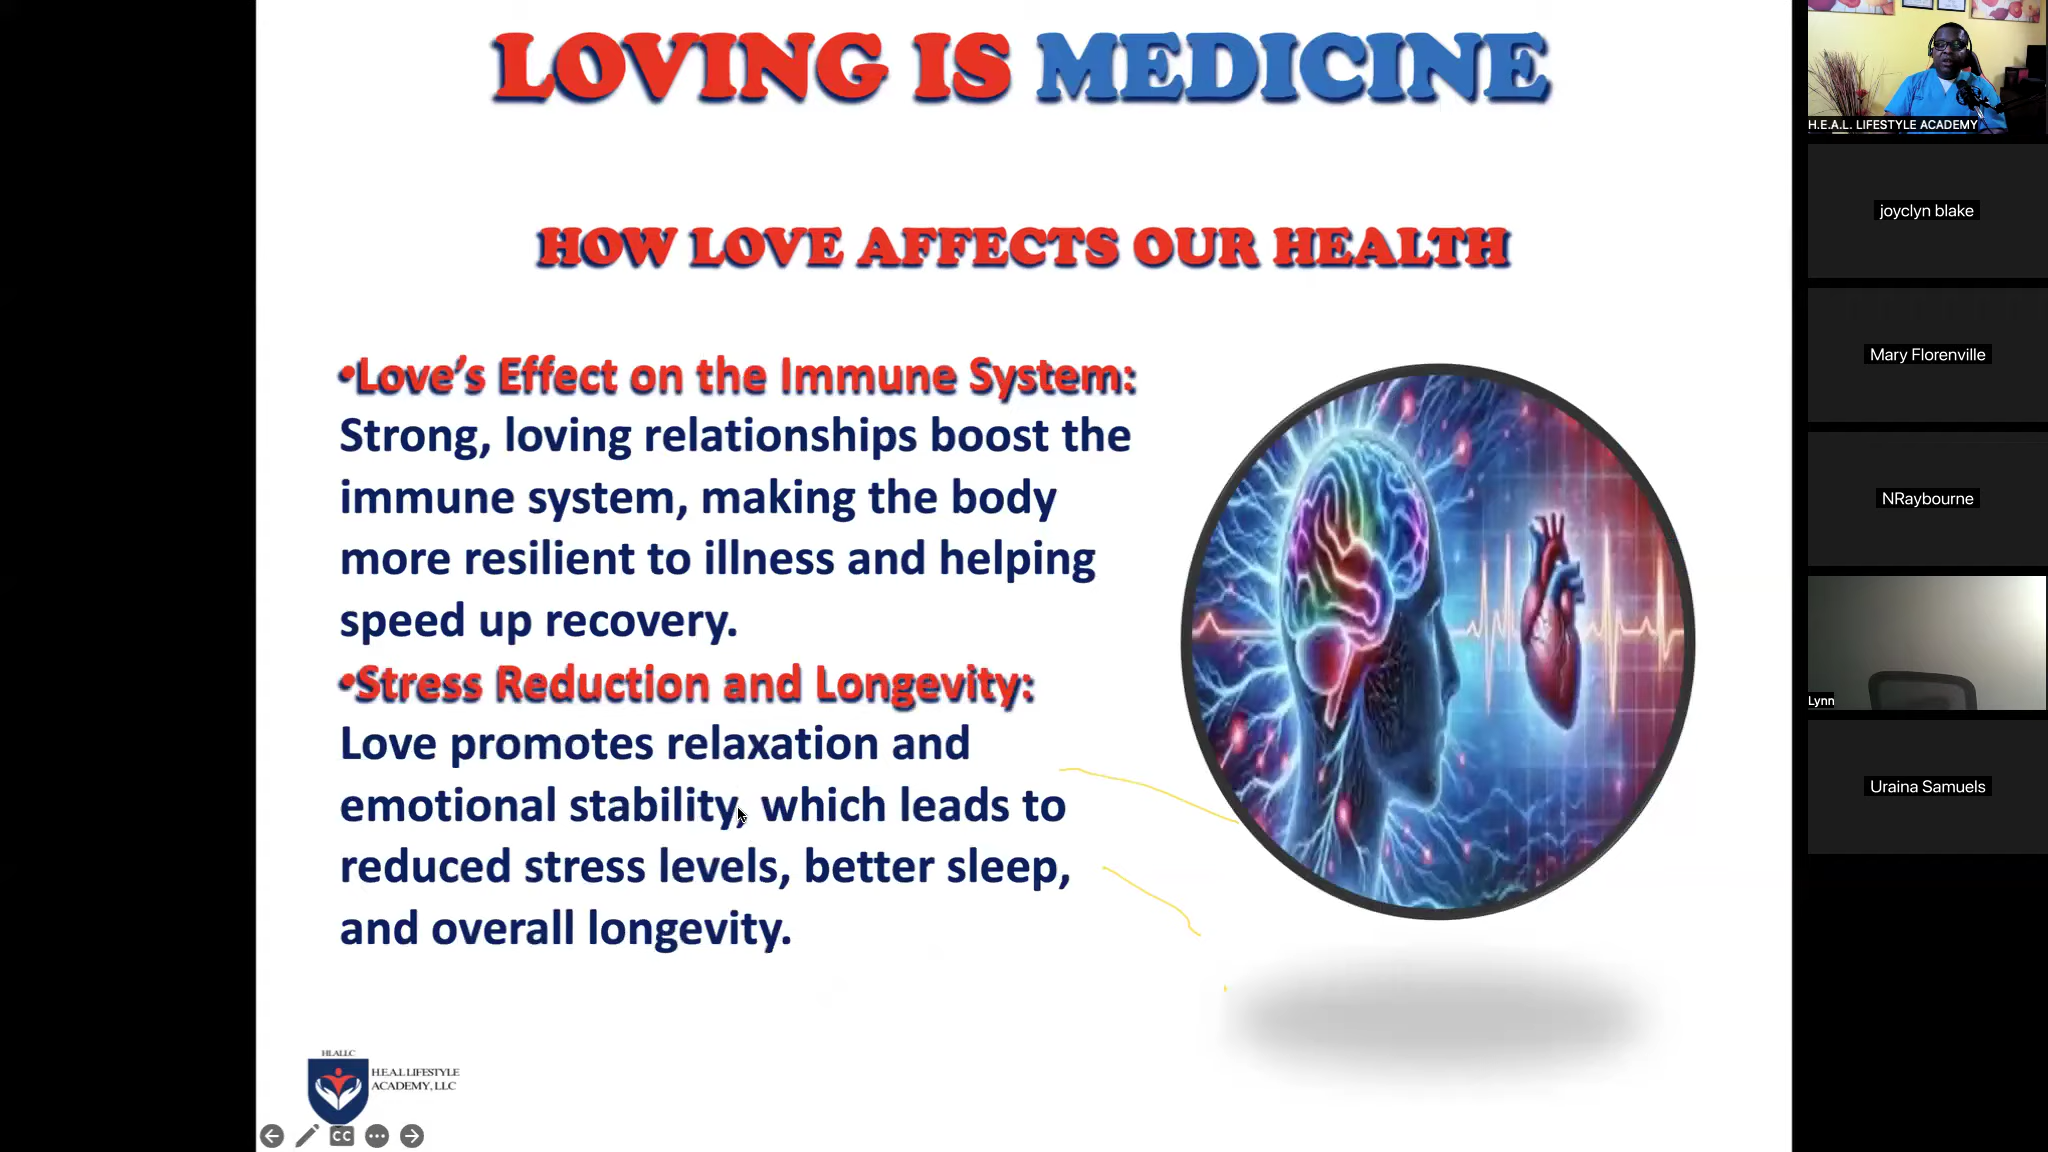 LOVING IS MEDICINE
HOW LOVE AFFECTS OUR HEALTH
•Love's Effect on the Immune System:
Strong, loving relationships boost the
immune system, making the body
more resilient to illness and helping
speed up recovery.
•Stress Reduction and Longevity:
Love promotes relaxation and
emotional stability, which leads to
reduced stress levels, better sleep,
and overall longevity.
HLALLC
H.E.A.L LIFESTYLE
ACADEMY, LLC
CC
H.E.A.L. LIFESTYLE ACADEMY
joyclyn blake
Mary Florenville
NRaybourne
Lynn
Uraina Samuels